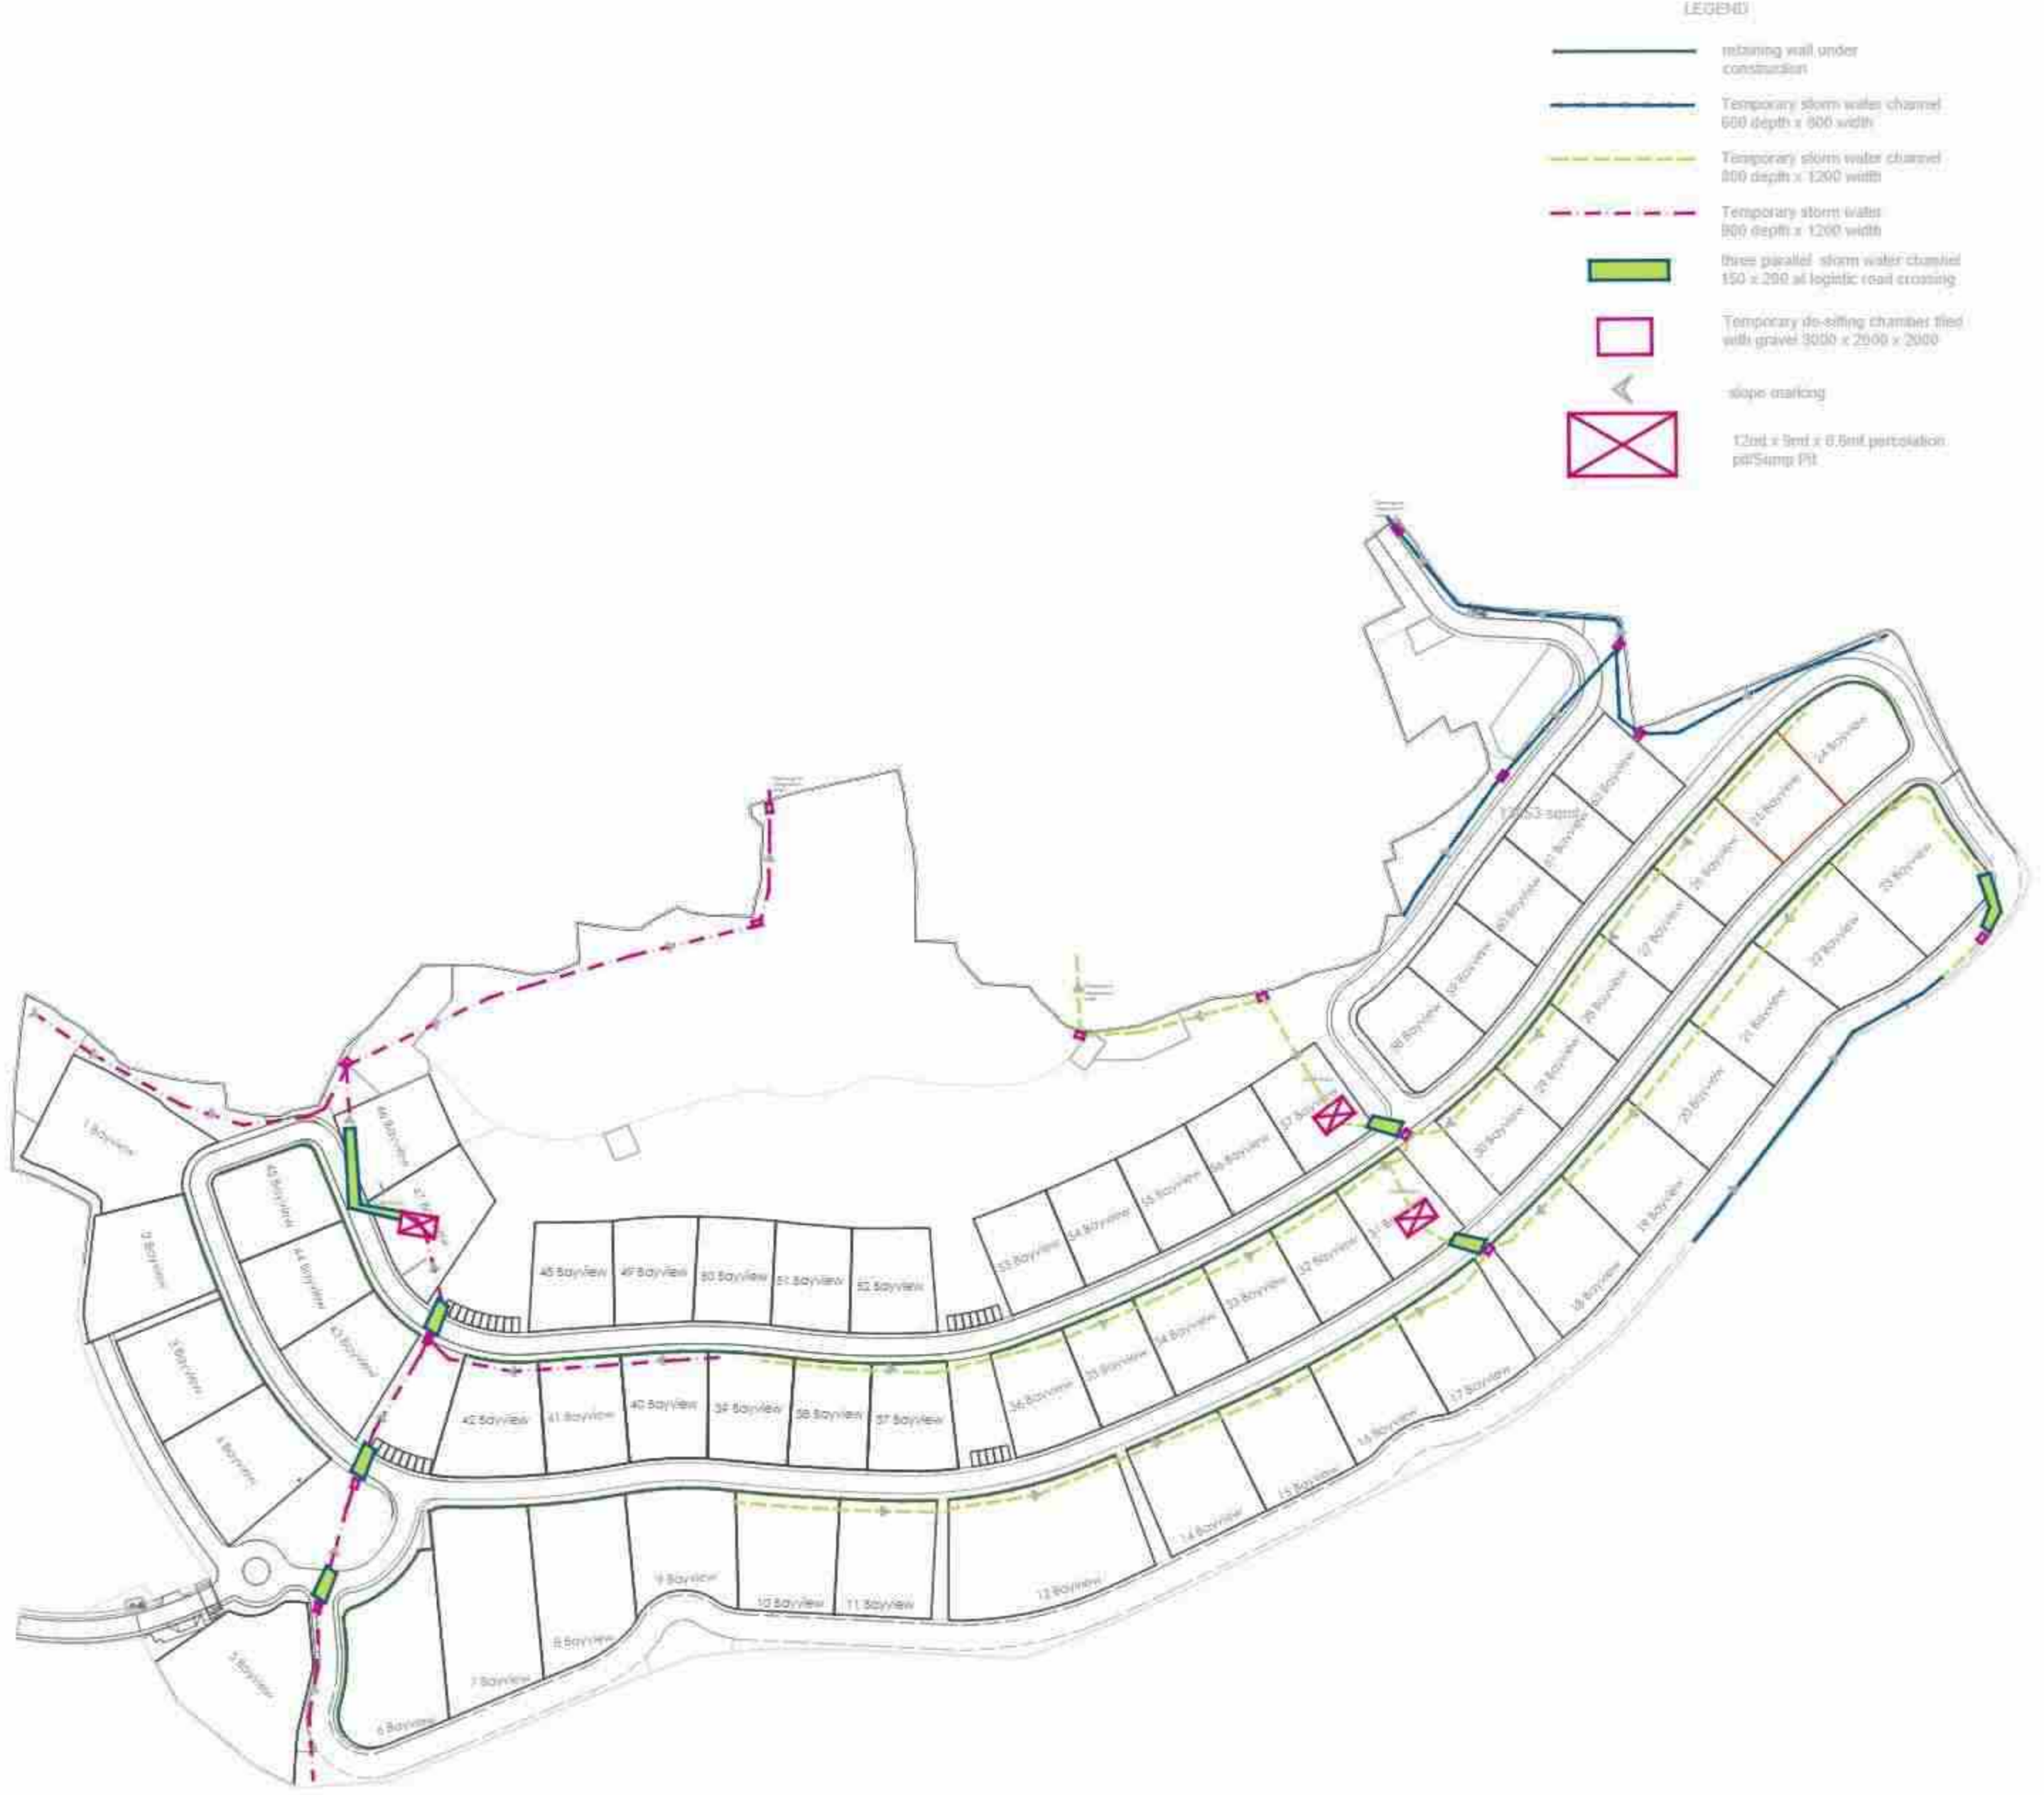 LEGEND
retaining wall under
construction
Temporary storm water channel
600 depth x 800 width
Temporary storm water channel
800 depth x 1200 width
Temporary storm water
900 depth x 1200 width
three parallel storm water channel
150 x 200 at logistic road crossing
Temporary de-silting chamber filled
with gravel 3000 x 2000 x 2000
slope marking
percolation
pit/Sump Pit
24 Bayview
62 Bayview
25 Bayview
61 Bayview
26 Bayview
23 Bayview
60 Bayview
27 Bayview
22 Bayview
59 Bayview
28 Bayview
21 Bayview
58 Bayview
29 Bayview
20 Bayview
57 Bayview
30 Bayview
1 Bayview
46 Bayview
56 Bayview
55 Bayview
19 Bayview
45 Bayview
54 Bayview
53 Bayview
2 Bayview
44 Bayview
48 Bayview
49 Bayview
50 Bayview
51 Bayview
52 Bayview
32 Bayview
33 Bayview
18 Bayview
34 Bayview
3 Bayview
43 Bayview
35 Bayview
36 Bayview
17 Bayview
42 Bayview
41 Bayview
40 Bayview
39 Bayview
38 Bayview
37 Bayview
16 Bayview
4 Bayview
15 Bayview
14 Bayview
9 Bayview
10 Bayview
11 Bayview
12 Bayview
8 Bayview
5 Bayview
7 Bayview
6 Bayview